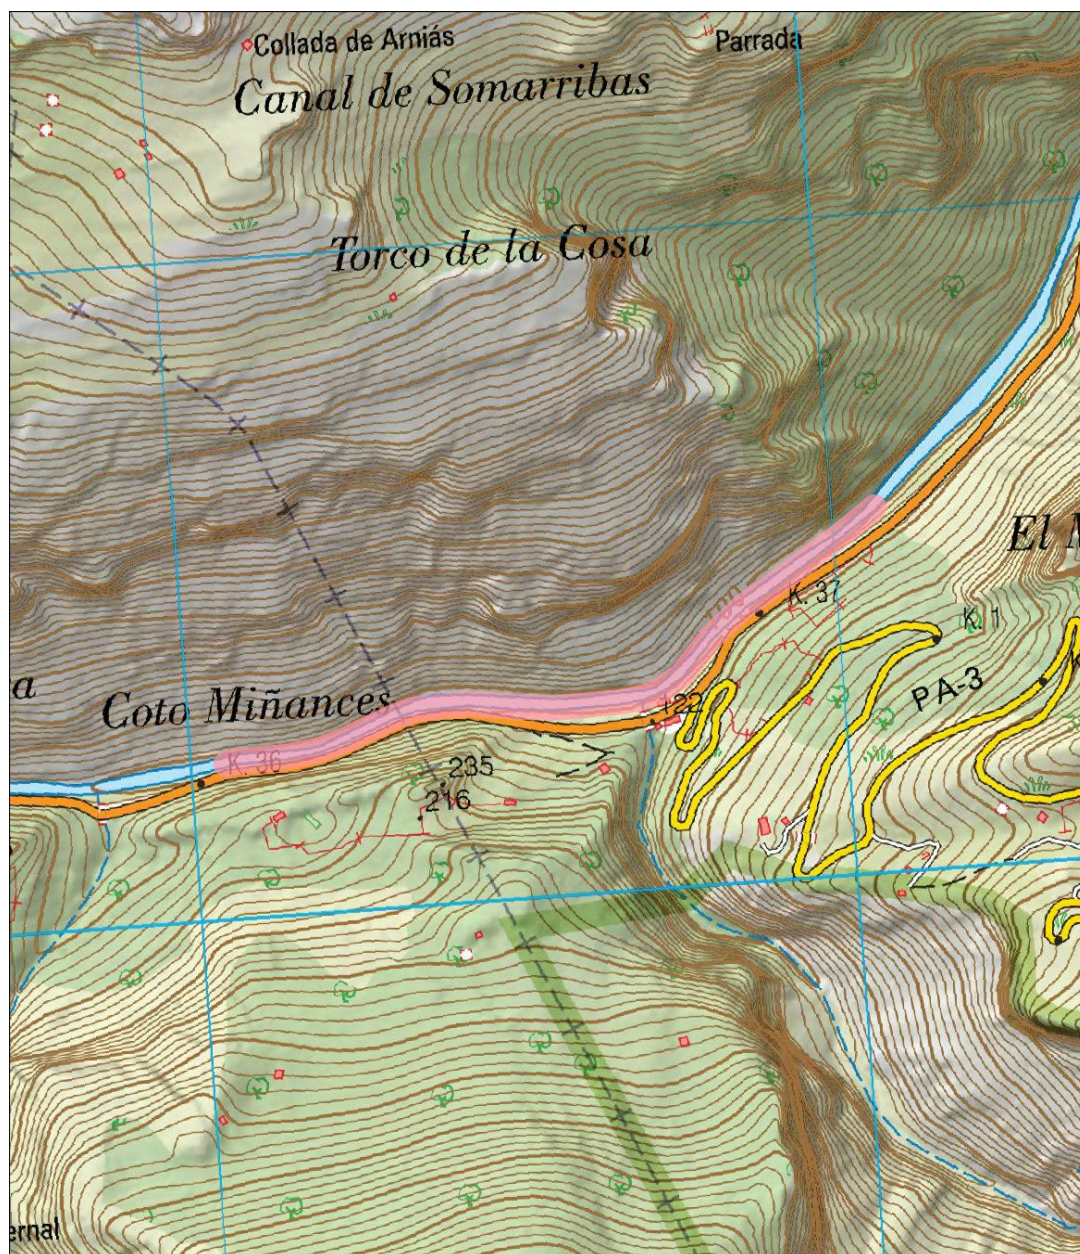 Collada de Arniás
Parrada
Canal de Somarribas
Torco de la Cosa
El
K. 37
K. 1
a
Coto Miñances
PA-3
122
K. 36
235
216
ernal